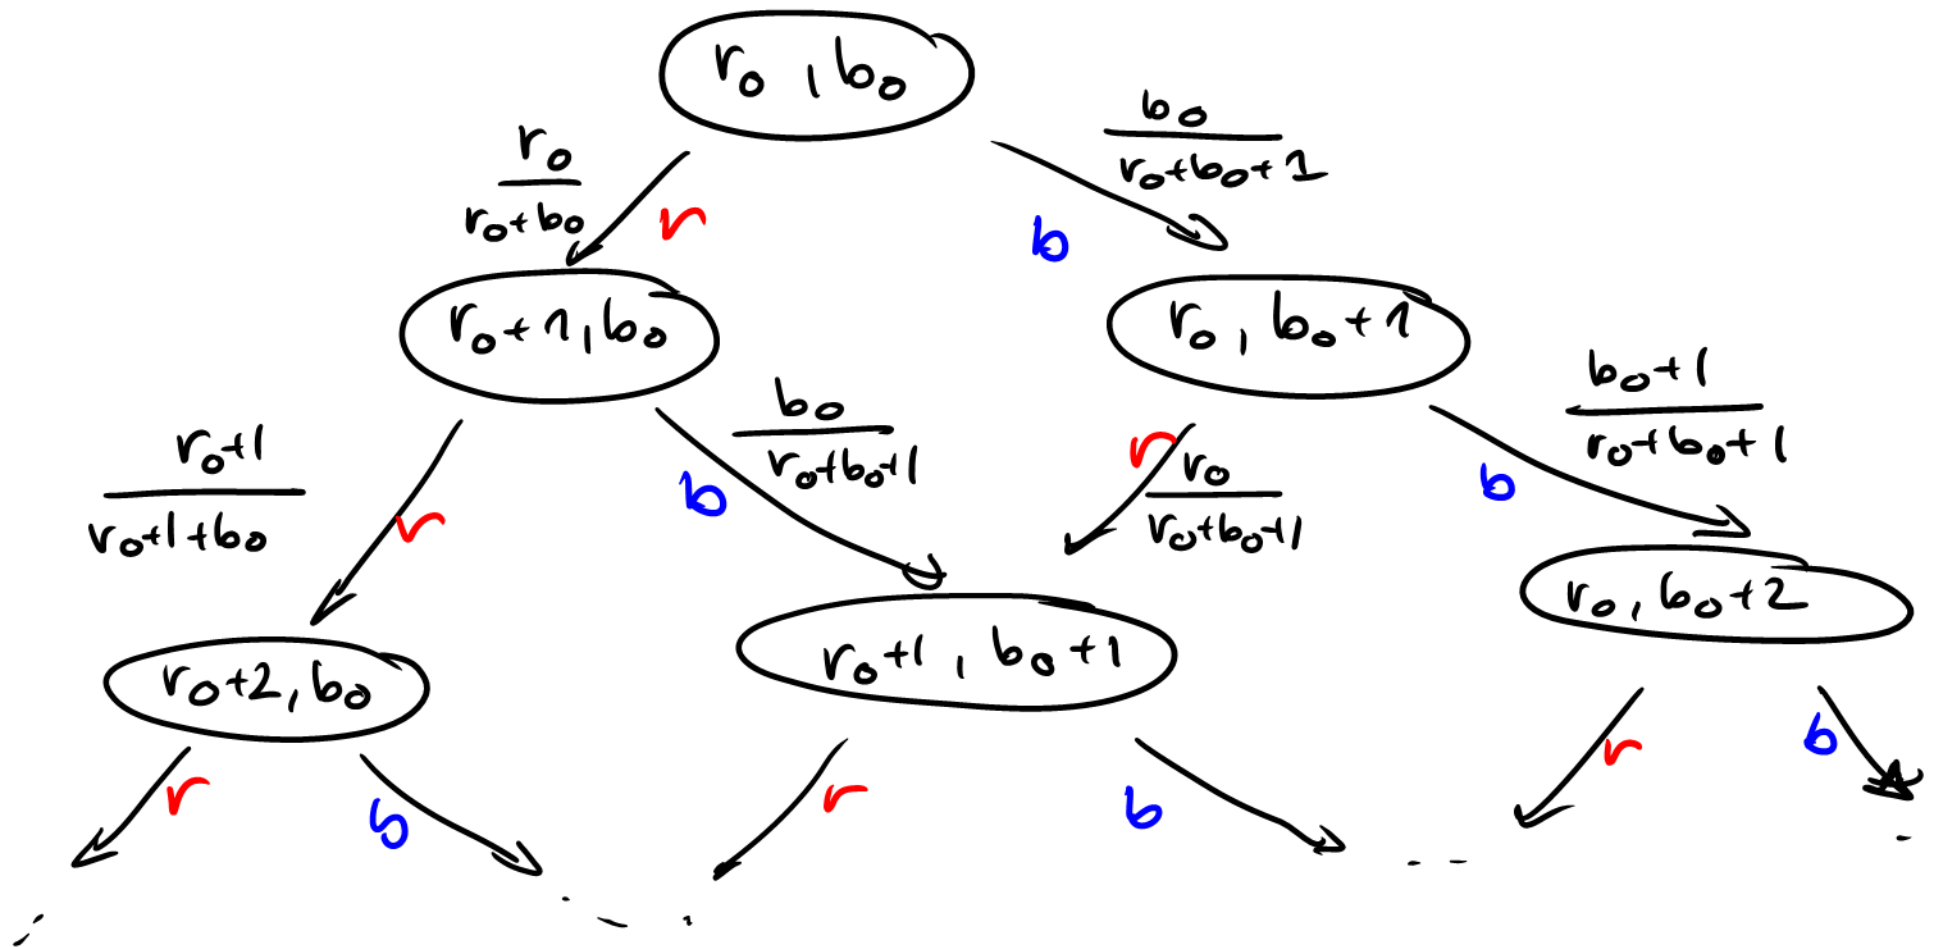 r₀ , b₀
r₀/(r₀+b₀)
r
b₀/(r₀+b₀+1)
b
r₀+1, b₀
r₀, b₀+1
(r₀+1)/(r₀+1+b₀)
r
b₀/(r₀+b₀+1)
b
r
r₀/(r₀+b₀+1)
b
(b₀+1)/(r₀+b₀+1)
r₀+2, b₀
r₀+1, b₀+1
r₀, b₀+2
r
b
r
b
r
b